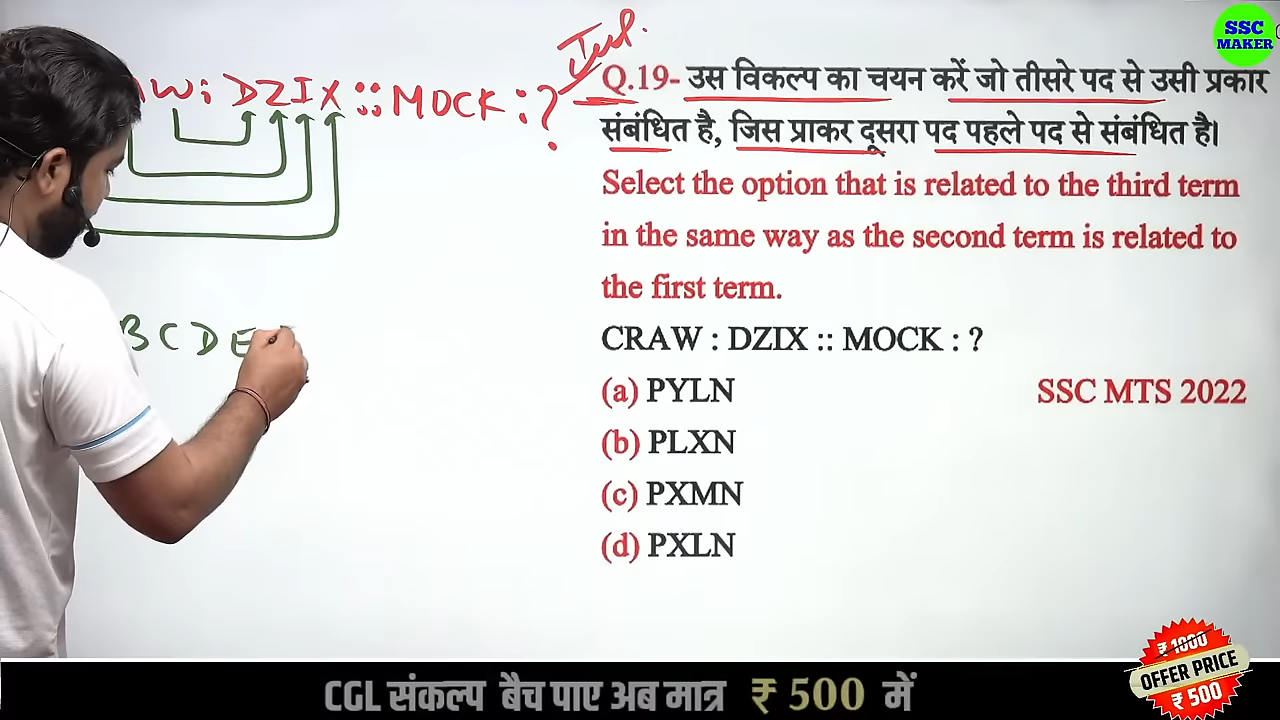 SSC
MAKER
W: DZIX :: MOCK : ?
Q.19- उस विकल्प का चयन करें जो तीसरे पद से उसी प्रकार
संबंधित है, जिस प्राकर दूसरा पद पहले पद से संबंधित है।
Select the option that is related to the third term
in the same way as the second term is related to
the first term.
CRAW : DZIX :: MOCK : ?
(a) PYLN
SSC MTS 2022
(b) PLXN
(c) PXMN
(d) PXLN
B C D E
₹ 1000
OFFER PRICE
₹ 500
CGL संकल्प बैच पाए अब मात्र ₹ 500 में